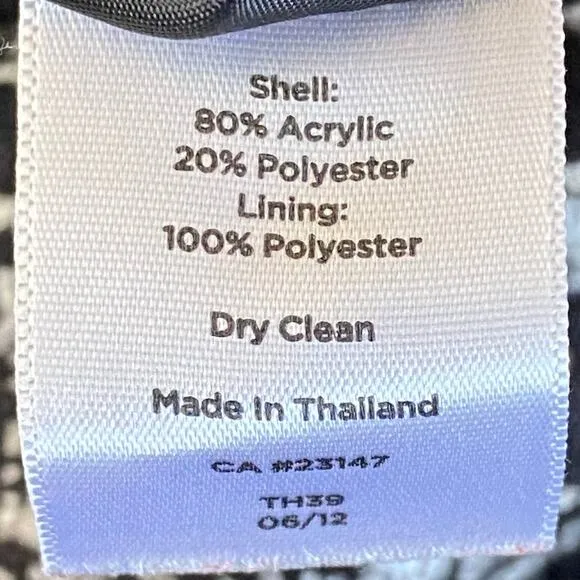 Shell:
80% Acrylic
20% Polyester
Lining:
100% Polyester
Dry Clean
Made In Thailand
CA #23147
TH39
06/12